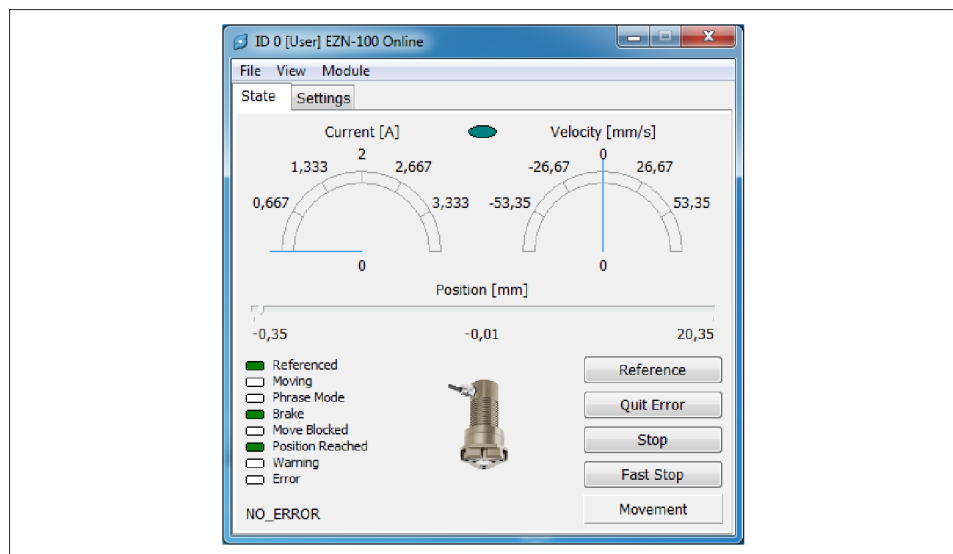 ID 0 [User] EZN-100 Online
File View Module
State Settings
Current [A] Velocity [mm/s]
2 0
1,333 2,667 -26,67 26,67
0,667 3,333 -53,35 53,35
0 0
Position [mm]
-0,35 -0,01 20,35
Referenced
Moving
Phrase Mode
Brake
Move Blocked
Position Reached
Warning
Error
NO_ERROR
Reference
Quit Error
Stop
Fast Stop
Movement